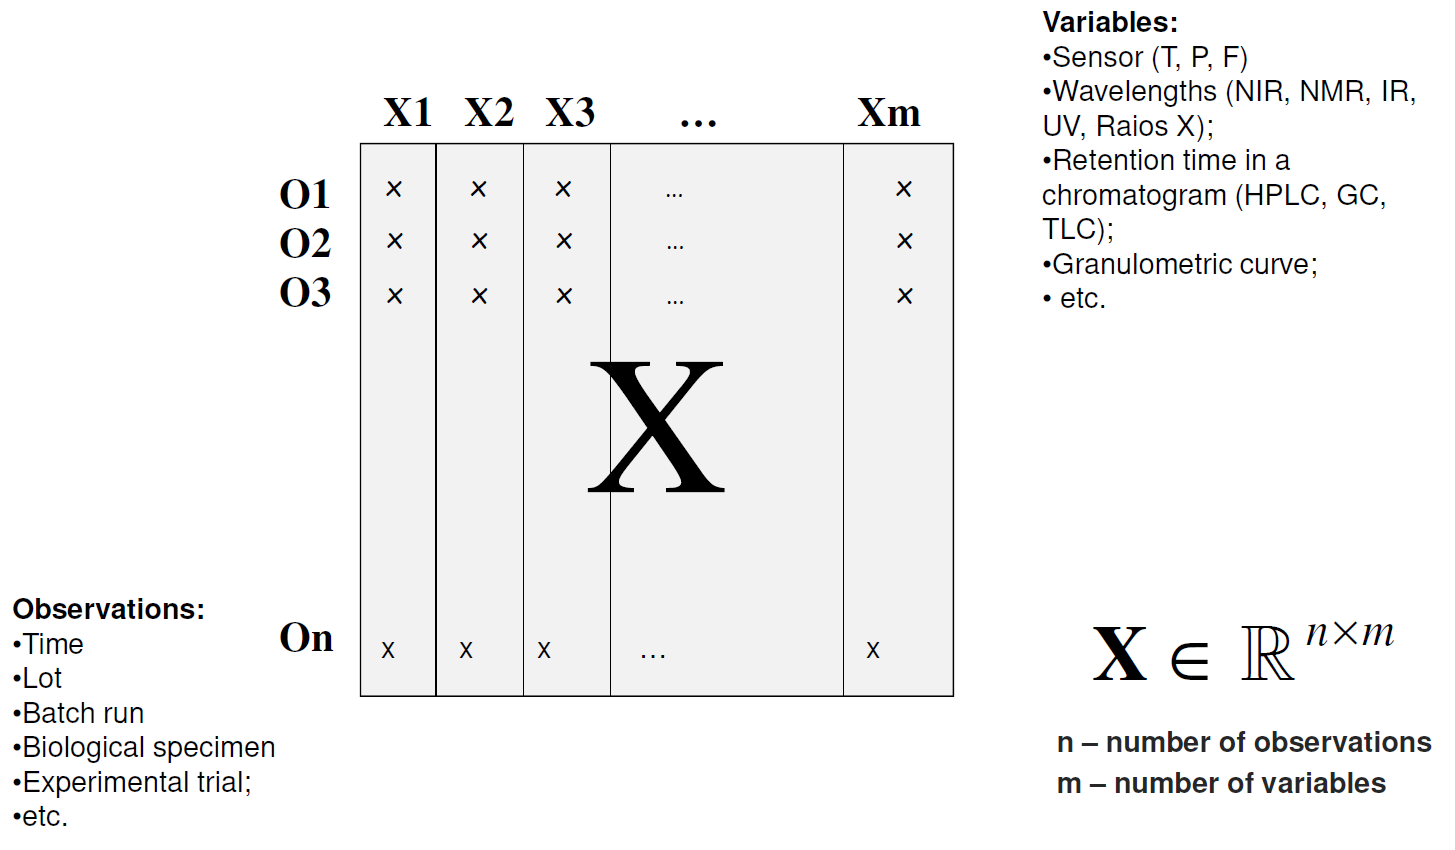 Variables:
•Sensor (T, P, F)
•Wavelengths (NIR, NMR, IR,
UV, Raios X);
•Retention time in a
chromatogram (HPLC, GC,
TLC);
•Granulometric curve;
• etc.
X1 X2 X3 ... Xm
O1 × × × ... ×
O2 × × × ... ×
O3 × × × ... ×
X
On x x x ... x
Observations:
•Time
•Lot
•Batch run
•Biological specimen
•Experimental trial;
•etc.
X ∈ ℝ n×m
n – number of observations
m – number of variables